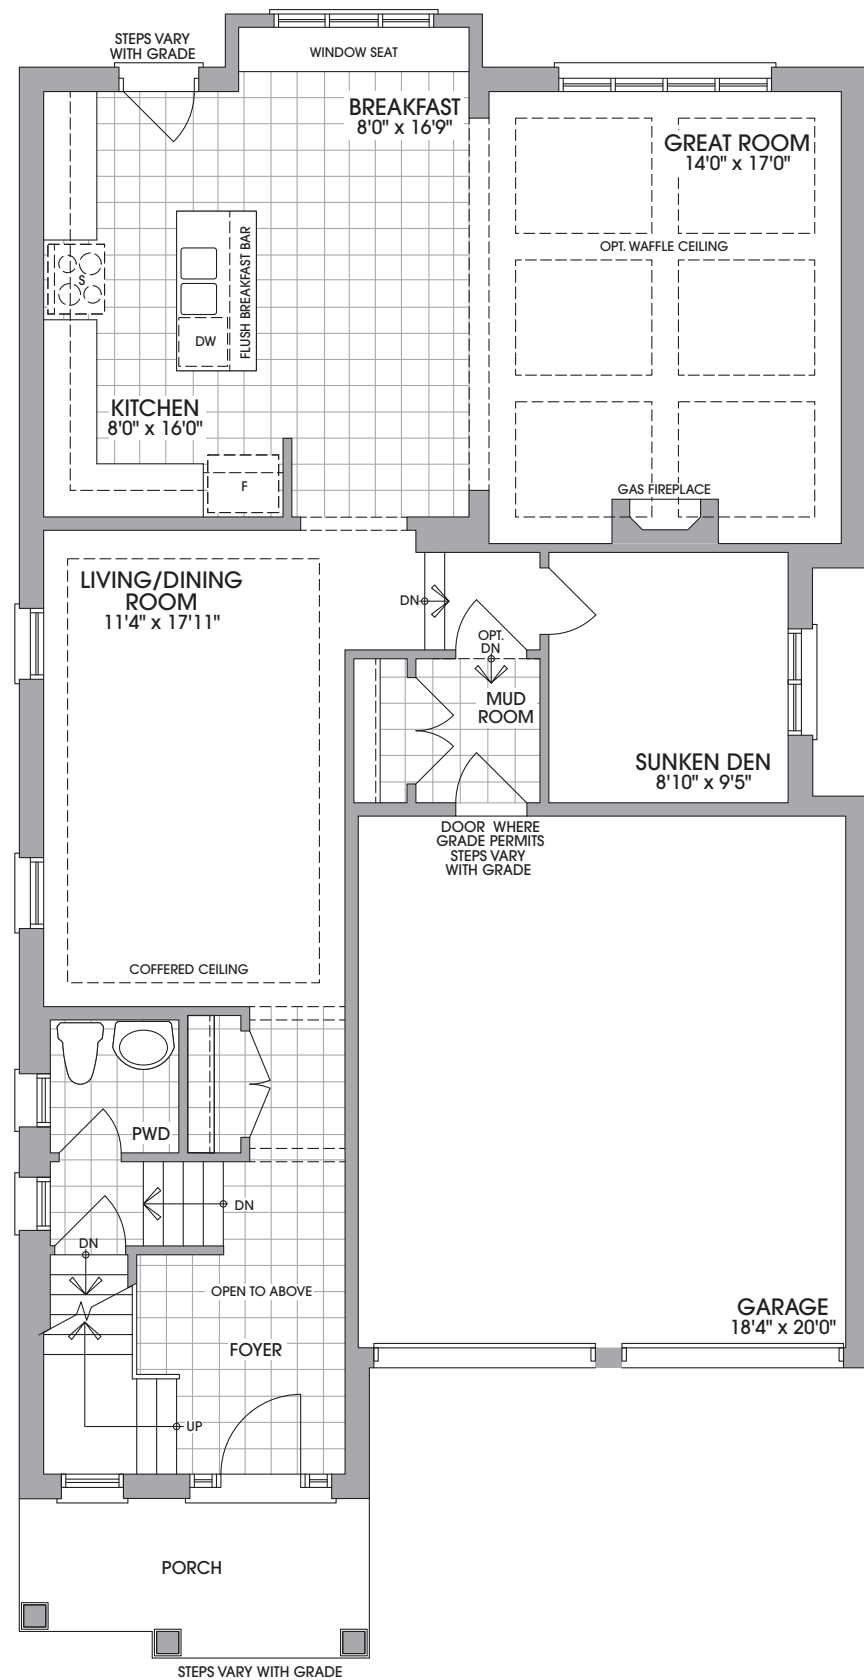 STEPS VARY
WITH GRADE
WINDOW SEAT
BREAKFAST
8'0" x 16'9"
GREAT ROOM
14'0" x 17'0"
OPT. WAFFLE CEILING
S
FLUSH BREAKFAST BAR
DW
KITCHEN
8'0" x 16'0"
F
GAS FIREPLACE
LIVING/DINING
ROOM
11'4" x 17'11"
DN
OPT.
DN
MUD
ROOM
SUNKEN DEN
8'10" x 9'5"
DOOR WHERE
GRADE PERMITS
STEPS VARY
WITH GRADE
COFFERED CEILING
PWD
DN
DN
OPEN TO ABOVE
GARAGE
18'4" x 20'0"
FOYER
UP
PORCH
STEPS VARY WITH GRADE